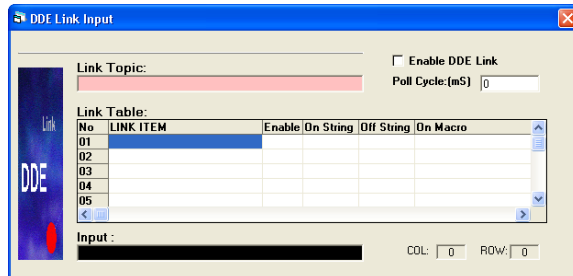 DDE Link Input
Link Topic:
Enable DDE Link
Poll Cycle:(mS) 0
Link
DDE
Link Table:
No LINK ITEM Enable On String Off String On Macro
01
02
03
04
05
Input :
COL: 0 ROW: 0